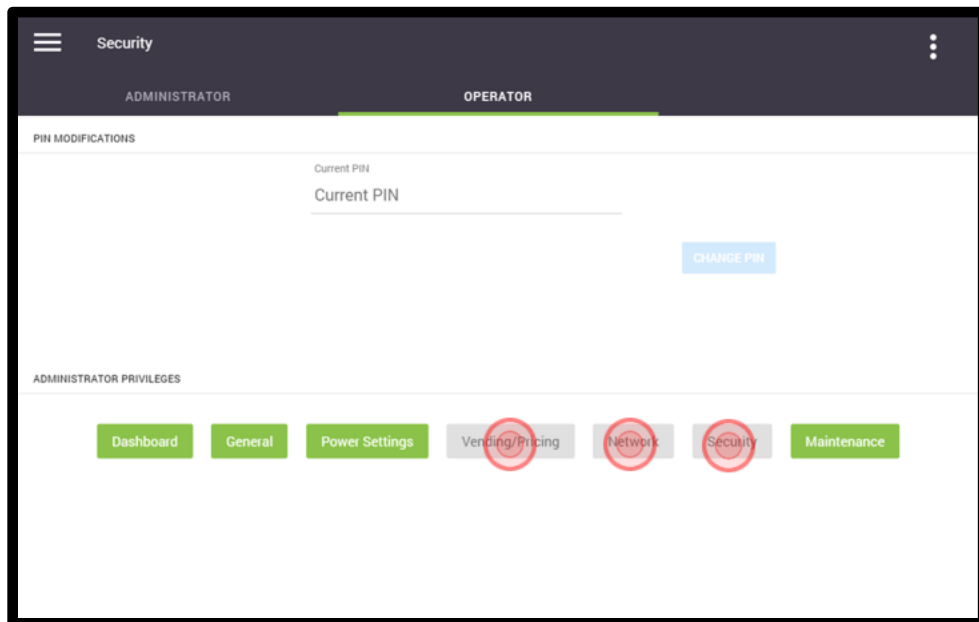 Security
ADMINISTRATOR OPERATOR
PIN MODIFICATIONS
Current PIN
Current PIN
CHANGE PIN
ADMINISTRATOR PRIVILEGES
Dashboard General Power Settings Vending/Pricing Network Security Maintenance